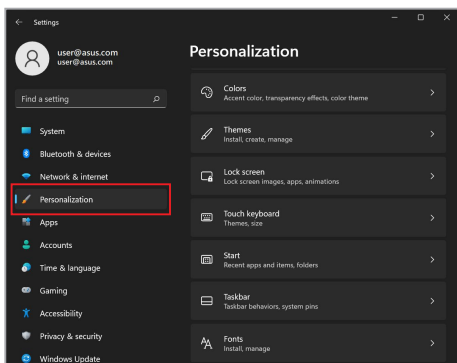 Settings
user@asus.com
user@asus.com
Find a setting
System
Bluetooth & devices
Network & internet
Personalization
Apps
Accounts
Time & language
Gaming
Accessibility
Privacy & security
Windows Update
Personalization
Colors
Accent color, transparency effects, color theme
Themes
Install, create, manage
Lock screen
Lock screen images, apps, animations
Touch keyboard
Themes, size
Start
Recent apps and items, folders
Taskbar
Taskbar behaviors, system pins
Fonts
Install, manage